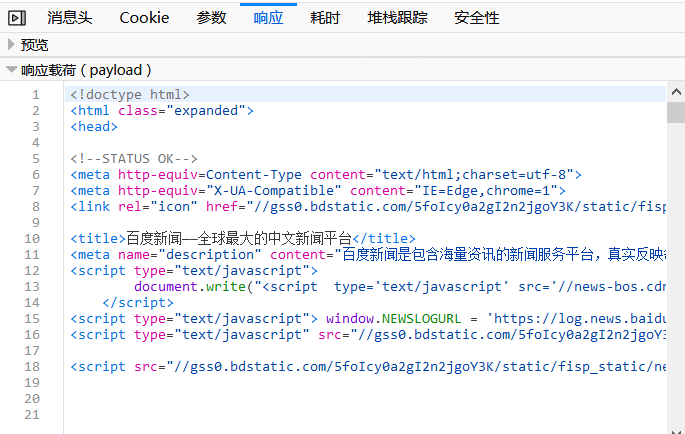 消息头 Cookie 参数 响应 耗时 堆栈跟踪 安全性
预览
响应载荷（payload）
1 <!doctype html>
2 <html class="expanded">
3 <head>
4
5 <!--STATUS OK-->
6 <meta http-equiv=Content-Type content="text/html;charset=utf-8">
7 <meta http-equiv="X-UA-Compatible" content="IE=Edge,chrome=1">
8 <link rel="icon" href="//gss0.bdstatic.com/5foIcy0a2gI2n2jgoY3K/static/fisp
9
10 <title>百度新闻——全球最大的中文新闻平台</title>
11 <meta name="description" content="百度新闻是包含海量资讯的新闻服务平台，真实反映
12 <script type="text/javascript">
13 document.write("<script  type='text/javascript' src='//news-bos.cdn
14 </script>
15 <script type="text/javascript"> window.NEWSLOGURL = 'https://log.news.baidu
16 <script type="text/javascript" src="//gss0.bdstatic.com/5foIcy0a2gI2n2jgoY3
17
18 <script src="//gss0.bdstatic.com/5foIcy0a2gI2n2jgoY3K/static/fisp_static/ne
19
20
21